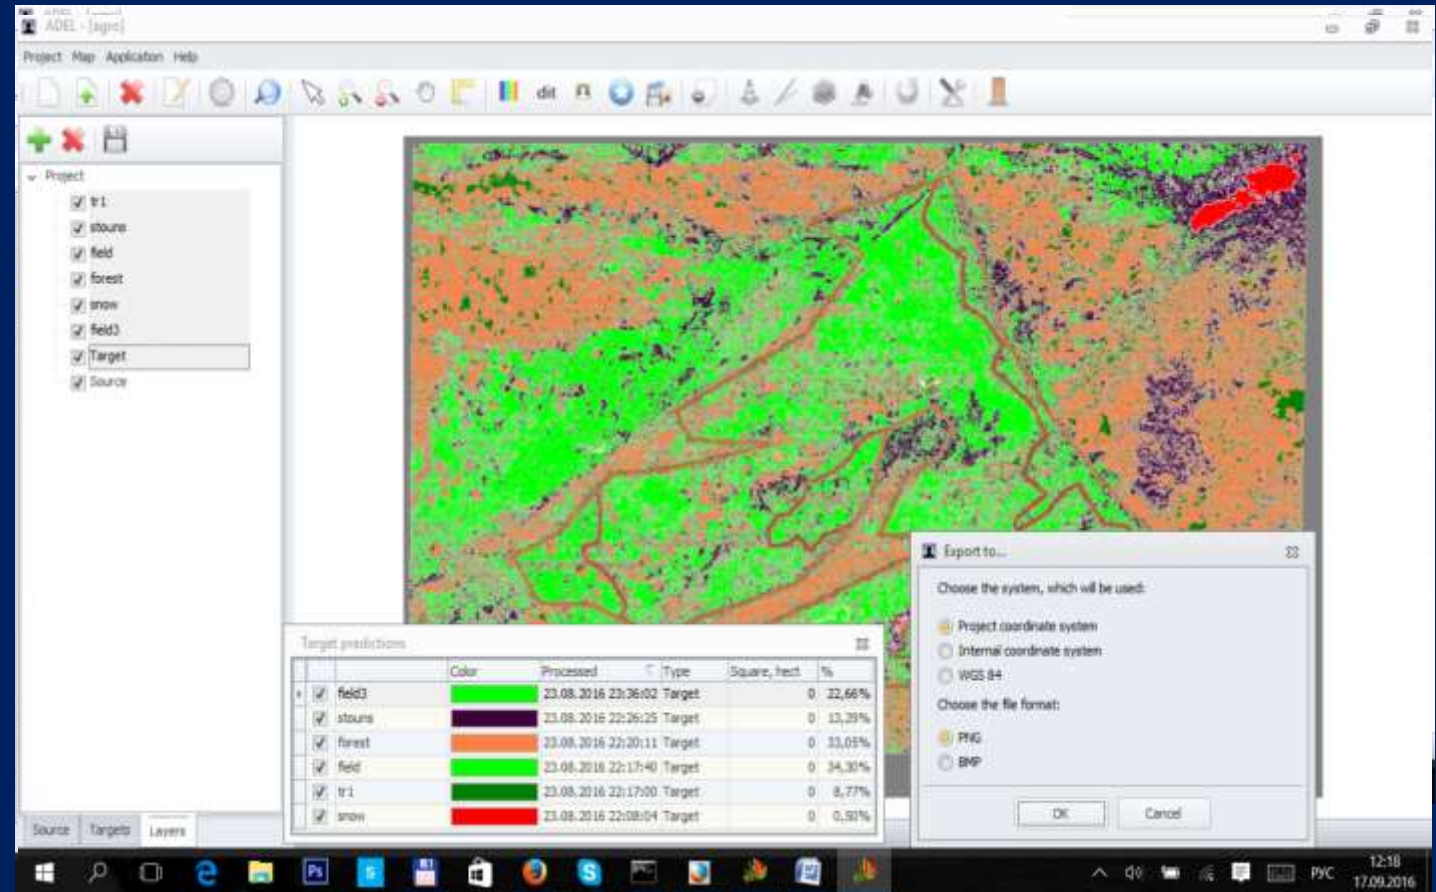 ADEL - [agro]
Project Map Application Help
dit
Project
tr1
stouns
field
forest
snow
field3
Target
Source
Source Targets Layers
Target predictions
Color Processed Type Square, hect %
field3 23.08.2016 23:36:02 Target 0 22,66%
stouns 23.08.2016 22:26:25 Target 0 13,29%
forest 23.08.2016 22:20:11 Target 0 33,05%
field 23.08.2016 22:17:40 Target 0 34,30%
tr1 23.08.2016 22:17:00 Target 0 8,77%
snow 23.08.2016 22:08:04 Target 0 0,50%
Export to...
Choose the system, which will be used:
Project coordinate system
Internal coordinate system
WGS 84
Choose the file format:
PNG
BMP
OK Cancel
Ps
РУС
12:18
17.09.2016